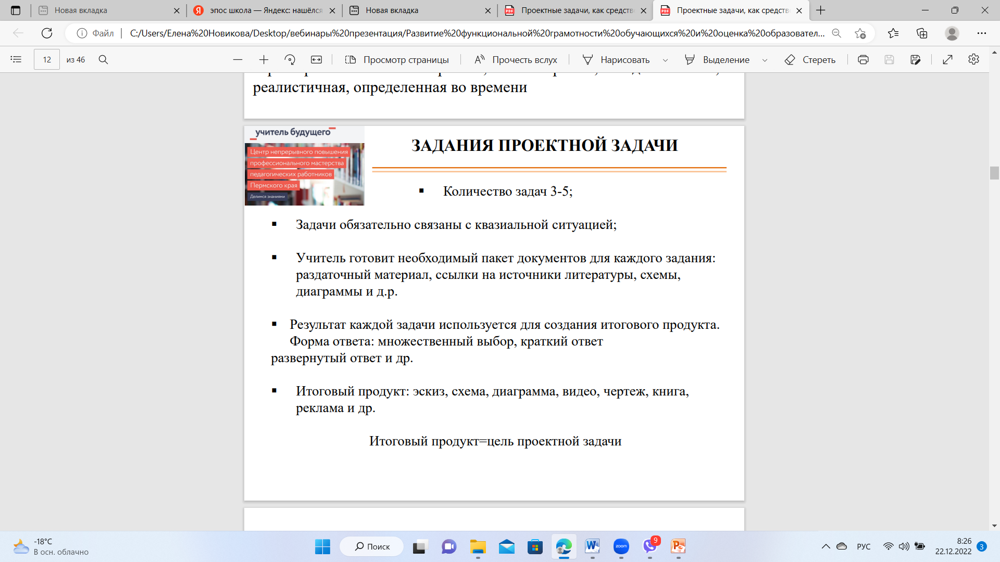 Новая вкладка
эпос школа — Яндекс: нашёлся
Новая вкладка
Проектные задачи, как средств
Проектные задачи, как средств
Файл
C:/Users/Елена%20Новикова/Desktop/вебинары%20презентация/Развитие%20функциональной%20грамотности%20обучающихся%20и%20оценка%20образовател...
12 из 46
Просмотр страницы
Прочесть вслух
Нарисовать
Выделение
Стереть
реалистичная, определенная во времени
учитель будущего
Центр непрерывного повышения
профессионального мастерства
педагогических работников
Пермского края
Делимся знаниями
ЗАДАНИЯ ПРОЕКТНОЙ ЗАДАЧИ
▪ Количество задач 3-5;
▪ Задачи обязательно связаны с квазиальной ситуацией;
▪ Учитель готовит необходимый пакет документов для каждого задания:
раздаточный материал, ссылки на источники литературы, схемы,
диаграммы и д.р.
▪ Результат каждой задачи используется для создания итогового продукта.
Форма ответа: множественный выбор, краткий ответ
развернутый ответ и др.
▪ Итоговый продукт: эскиз, схема, диаграмма, видео, чертеж, книга,
реклама и др.
Итоговый продукт=цель проектной задачи
-18°C
В осн. облачно
Поиск
zoom
9
РУС
8:26
22.12.2022
3